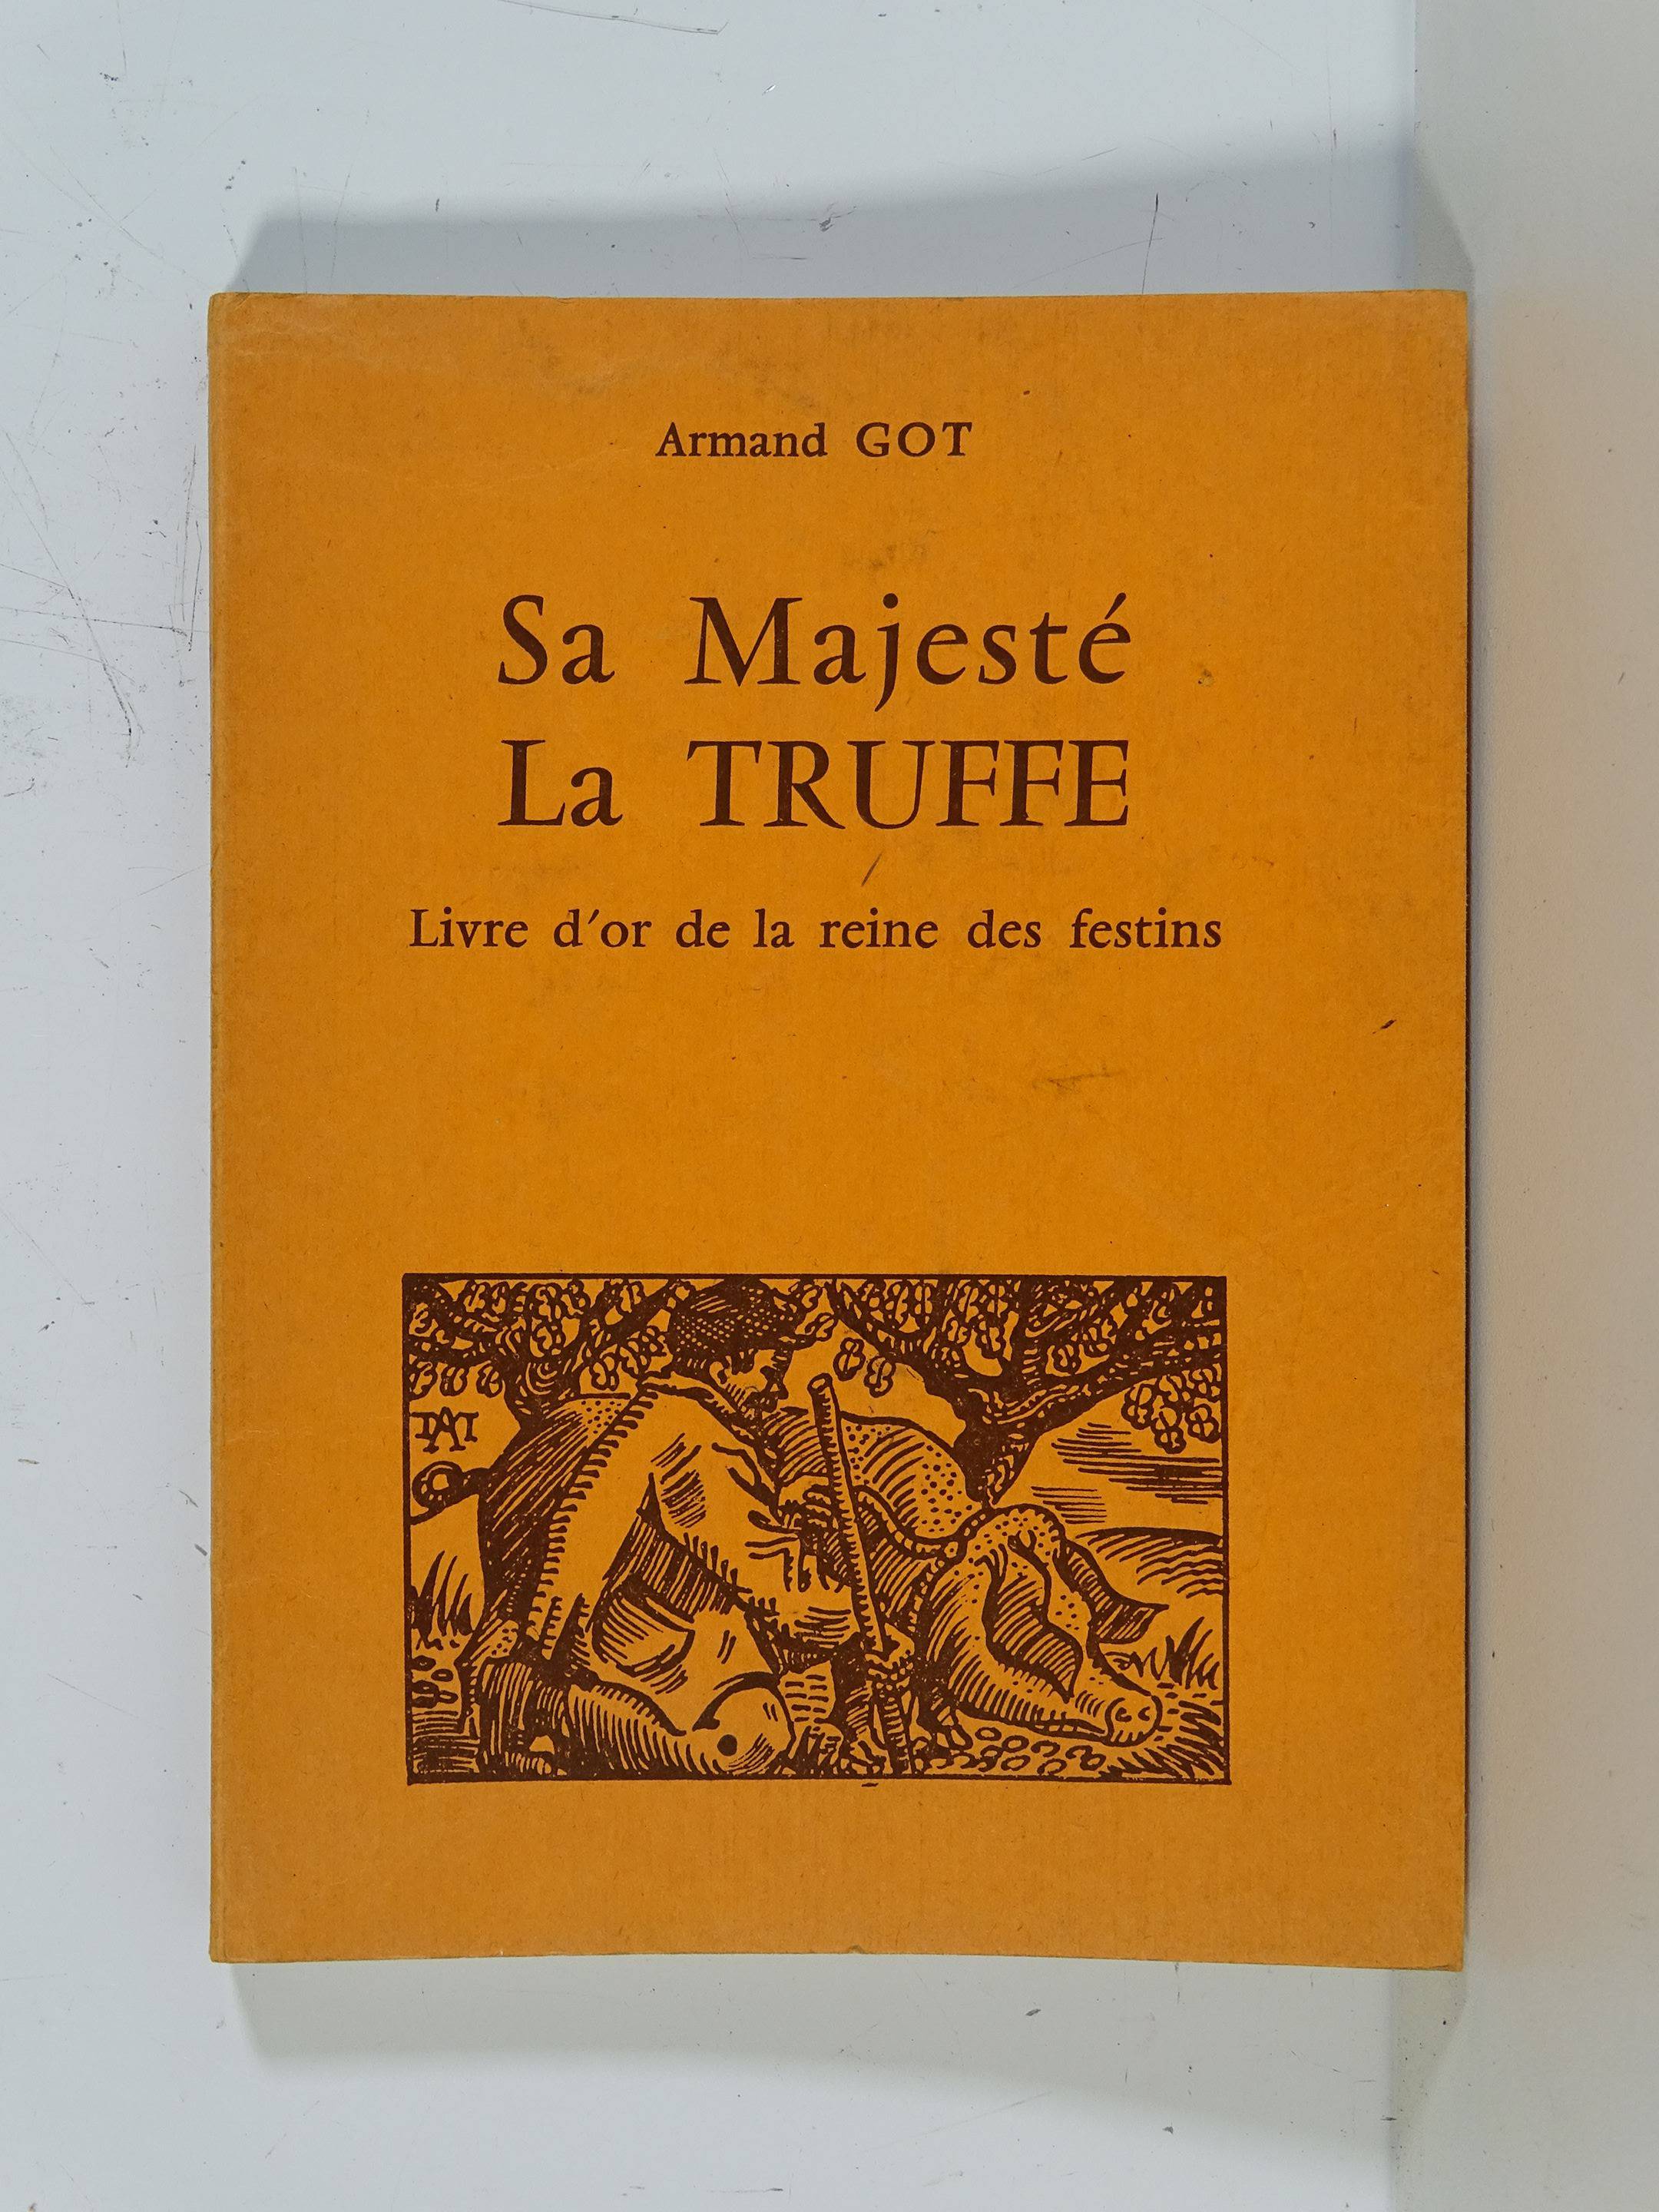 Armand GOT
Sa Majesté
La TRUFFE
Livre d'or de la reine des festins